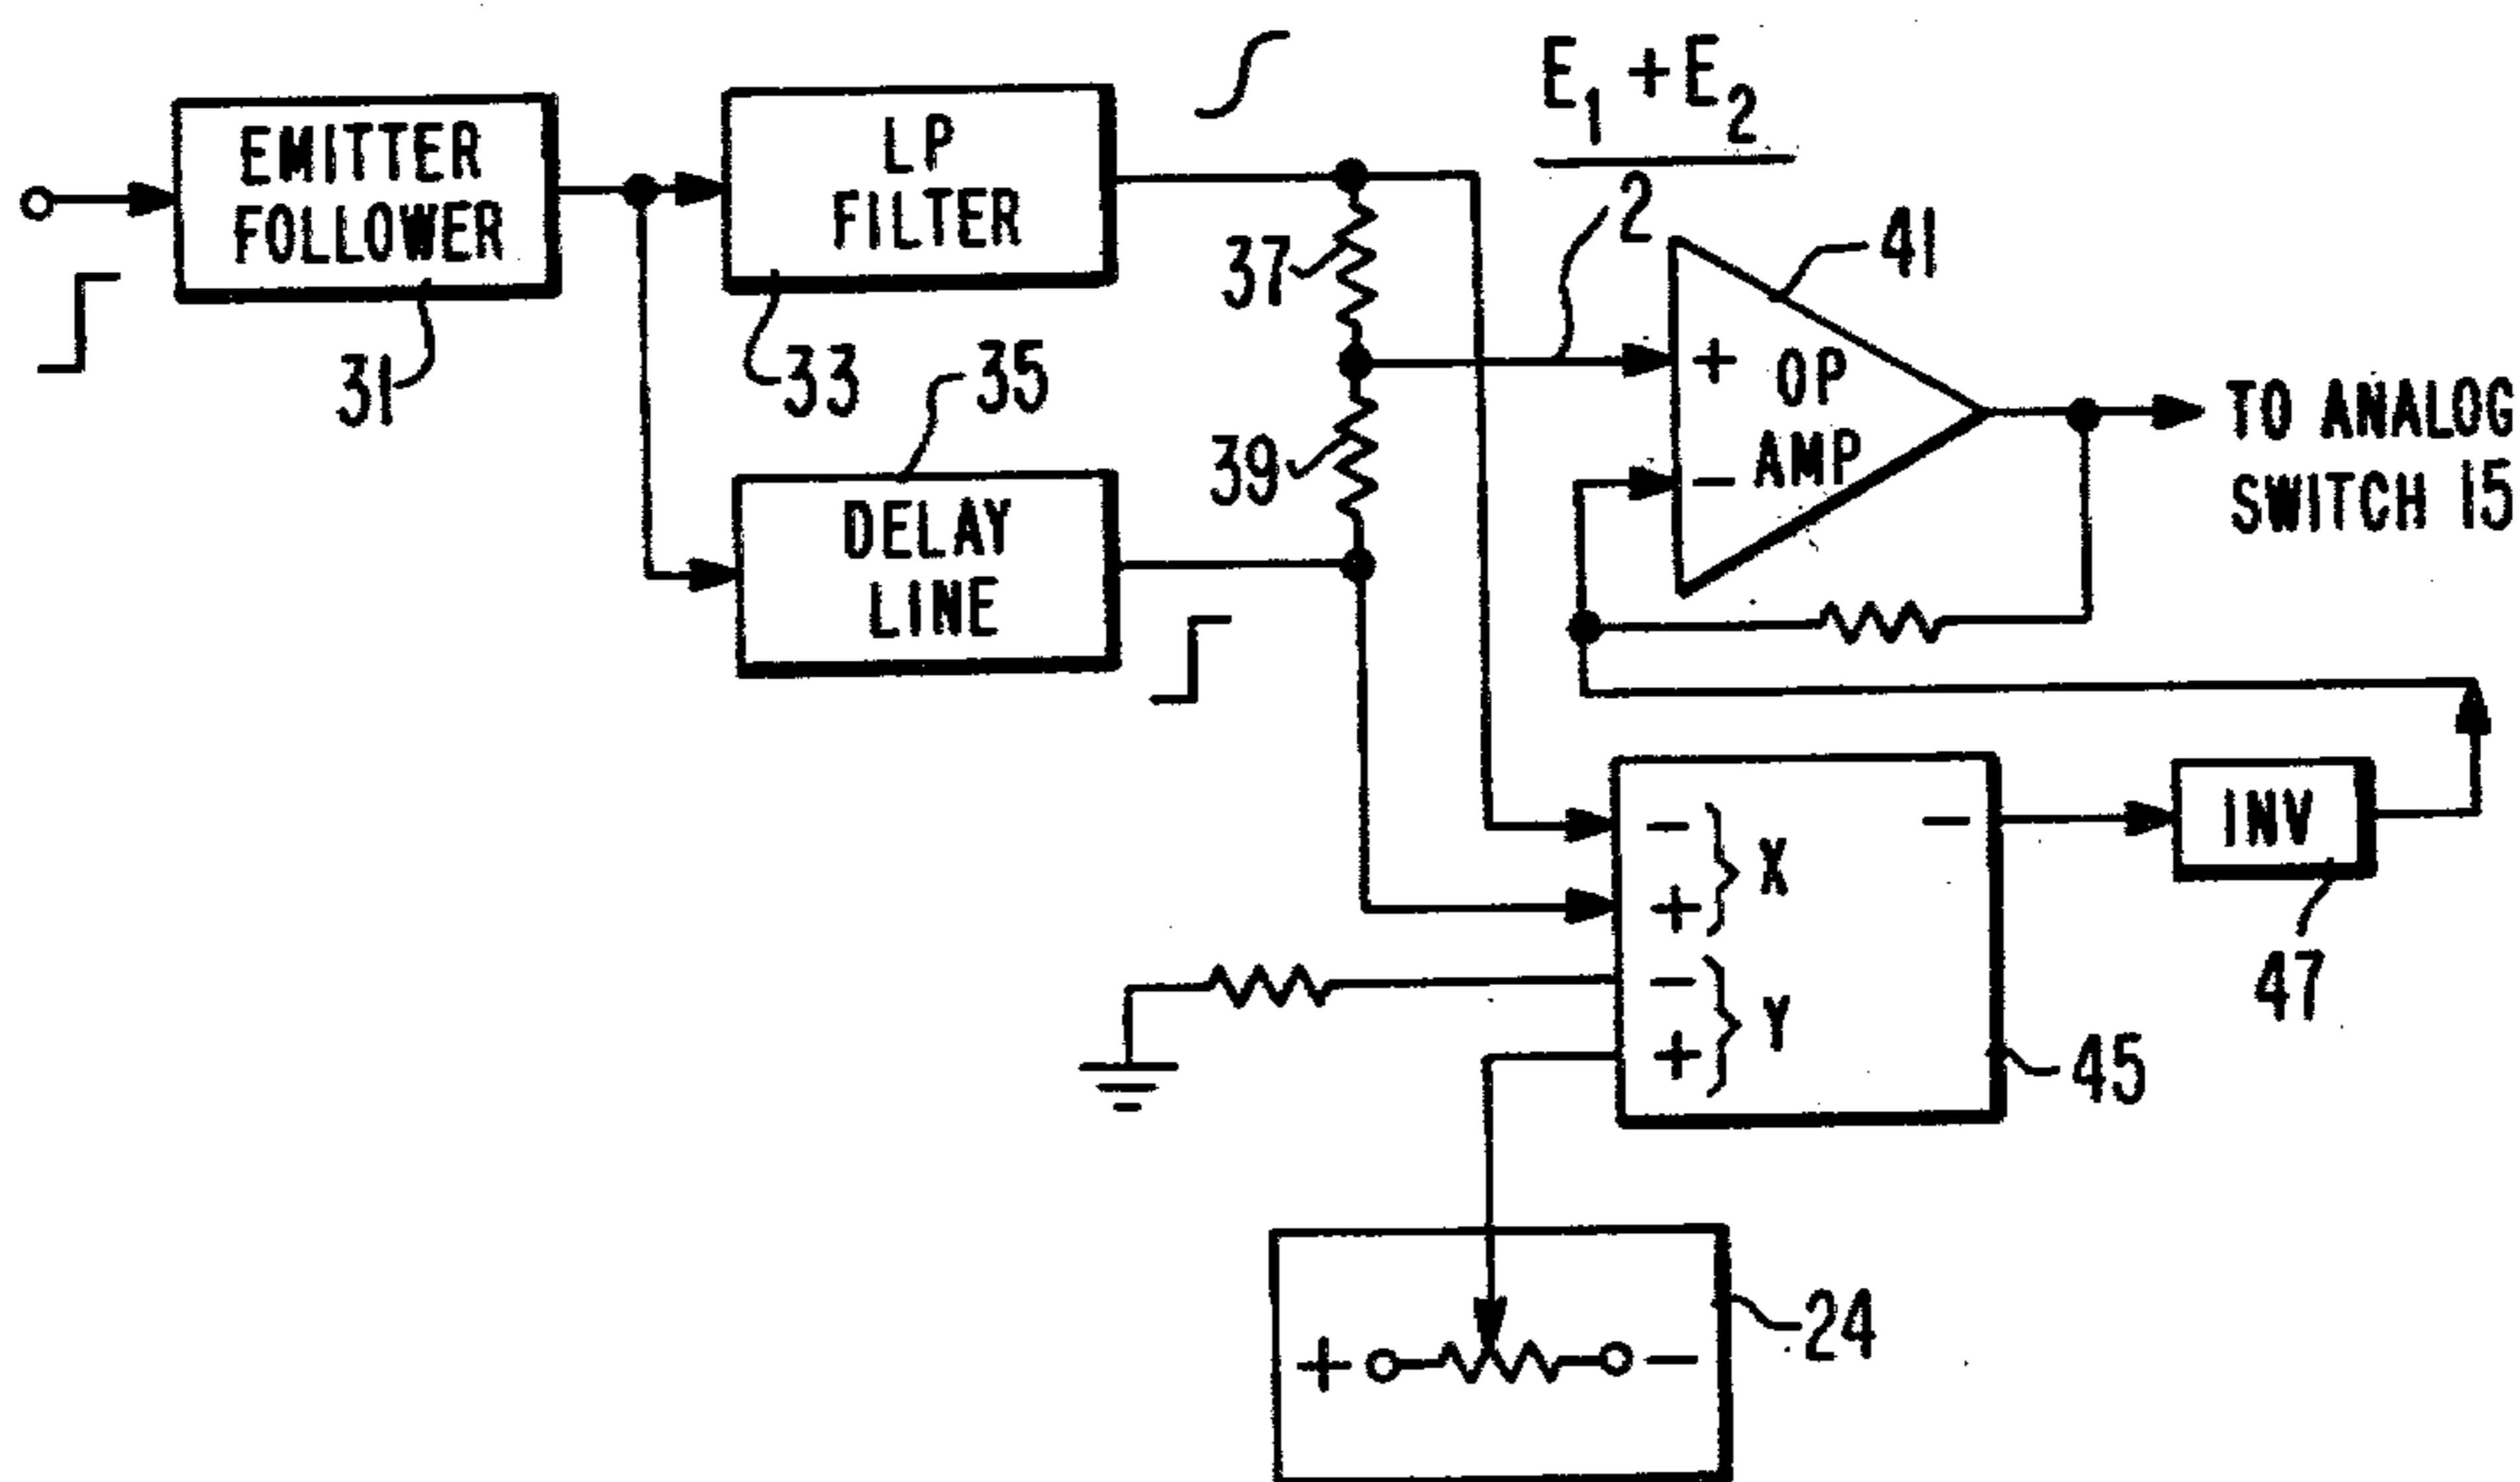 EMITTER
FOLLOWER
31
LP
FILTER
33
DELAY
LINE
35
37
39
E1 + E2
2
+
-
OP
AMP
41
TO ANALOG
SWITCH 15
-
+
X
-
+
Y
-
45
INV
47
+
-
24